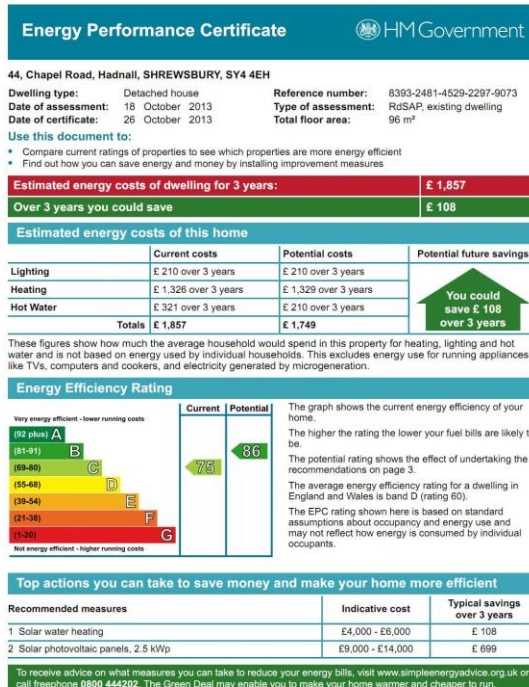 Energy Performance Certificate
HM Government
44, Chapel Road, Hadnall, SHREWSBURY, SY4 4EH
Dwelling type: Detached house
Date of assessment: 18 October 2013
Date of certificate: 26 October 2013
Reference number: 8393-2481-4529-2297-9073
Type of assessment: RdSAP, existing dwelling
Total floor area: 96 m²
Use this document to:
• Compare current ratings of properties to see which properties are more energy efficient
• Find out how you can save energy and money by installing improvement measures
Estimated energy costs of dwelling for 3 years: £ 1,857
Over 3 years you could save £ 108
Estimated energy costs of this home
Current costs Potential costs Potential future savings
Lighting £ 210 over 3 years £ 210 over 3 years
Heating £ 1,326 over 3 years £ 1,329 over 3 years
Hot Water £ 321 over 3 years £ 210 over 3 years
Totals £ 1,857 £ 1,749
You could
save £ 108
over 3 years
These figures show how much the average household would spend in this property for heating, lighting and hot
water and is not based on energy used by individual households. This excludes energy use for running appliances
like TVs, computers and cookers, and electricity generated by microgeneration.
Energy Efficiency Rating
Current Potential
Very energy efficient - lower running costs
(92 plus) A
(81-91) B
(69-80) C
(55-68) D
(39-54) E
(21-38) F
(1-20) G
Not energy efficient - higher running costs
75
86
The graph shows the current energy efficiency of your
home.
The higher the rating the lower your fuel bills are likely t
be.
The potential rating shows the effect of undertaking the
recommendations on page 3.
The average energy efficiency rating for a dwelling in
England and Wales is band D (rating 60).
The EPC rating shown here is based on standard
assumptions about occupancy and energy use and
may not reflect how energy is consumed by individual
occupants.
Top actions you can take to save money and make your home more efficient
Recommended measures Indicative cost Typical savings
over 3 years
1 Solar water heating £4,000 - £6,000 £ 108
2 Solar photovoltaic panels, 2.5 kWp £9,000 - £14,000 £ 699
To receive advice on what measures you can take to reduce your energy bills, visit www.simpleenergyadvice.org.uk or
call freephone 0800 444202. The Green Deal may enable you to make your home warmer and cheaper to run.